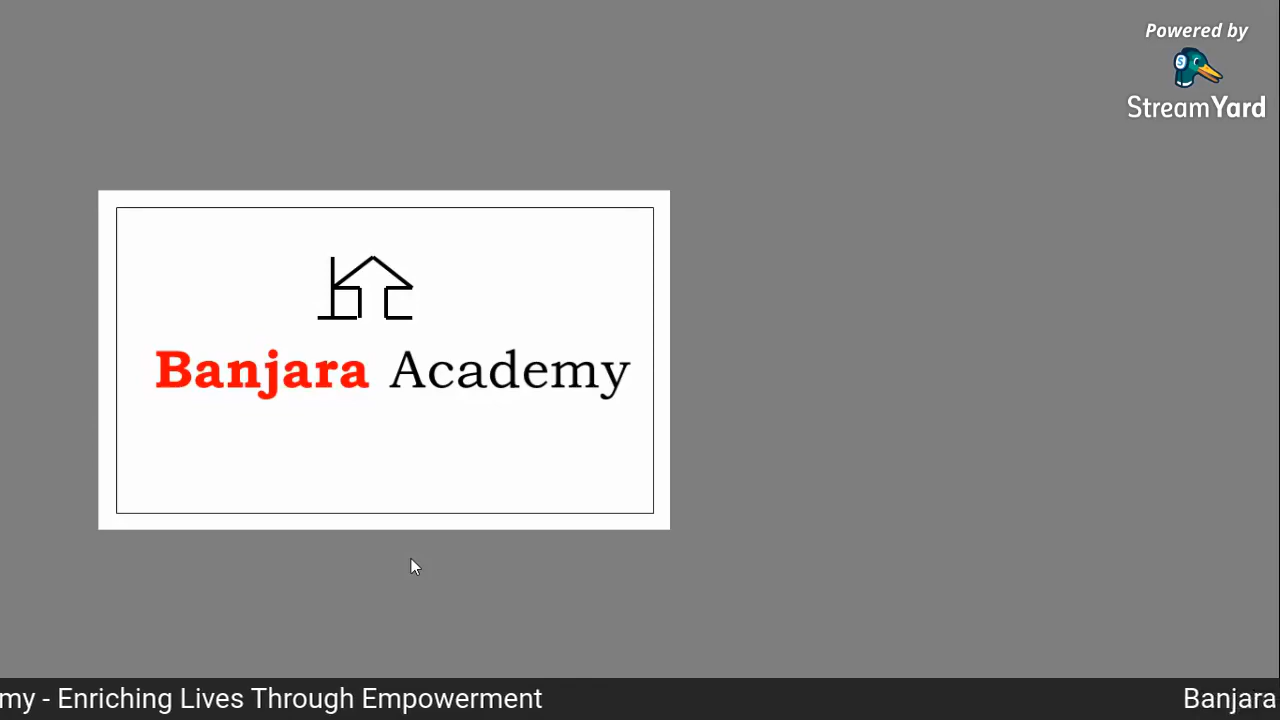 Powered by
StreamYard
Banjara Academy
my - Enriching Lives Through Empowerment
Banjara